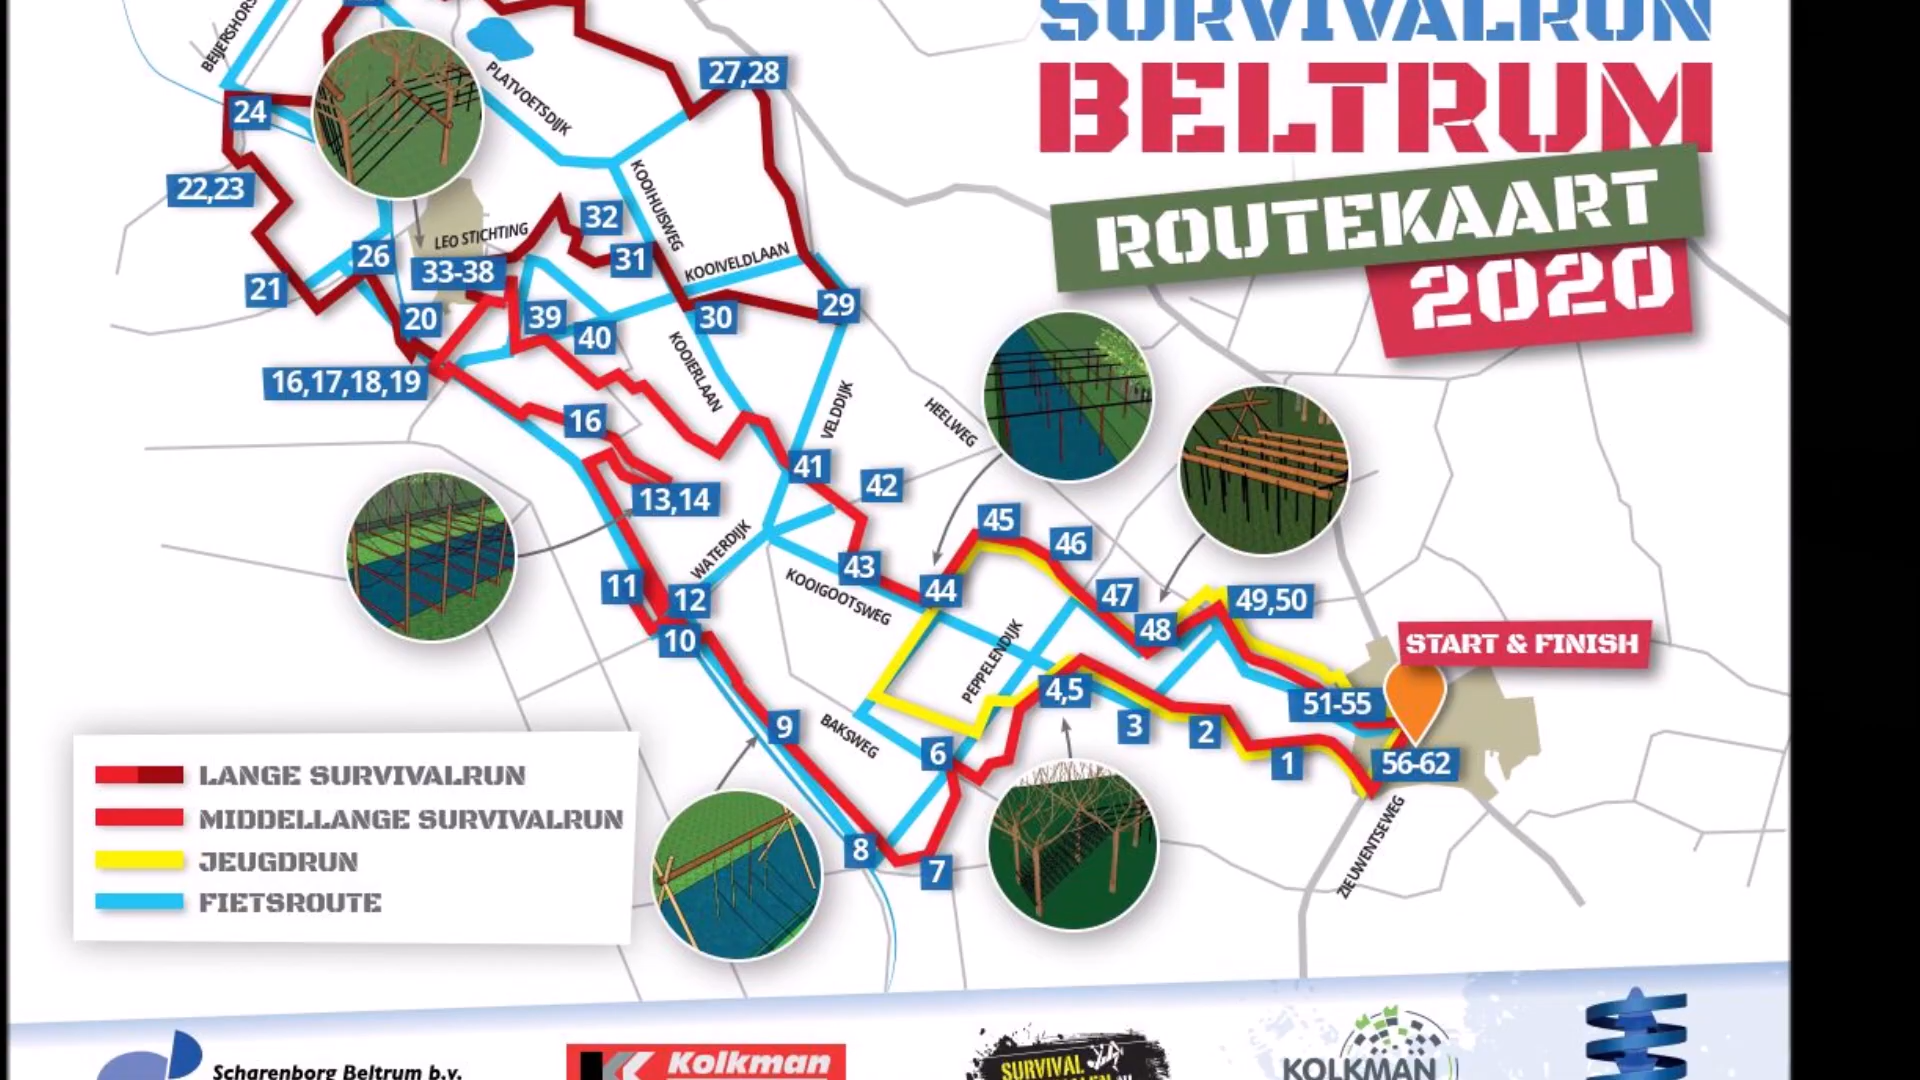 SURVIVALRUN
BELTRUM
ROUTEKAART
2020
BEIJERSHORS
PLATVOETSDIJK
27,28
24
22,23
KOOIHUISWEG
32
LEO STICHTING
31
26
33-38
KOOIVELDLAAN
21
20
39
40
30
29
KOOIERLAAN
VELDDIJK
16,17,18,19
16
HEELWEG
41
42
13,14
45
46
WATERDIJK
43
44
KOOIGOOTSWEG
47
49,50
48
11
12
10
PEPPELENDIJK
START & FINISH
4,5
51-55
3
2
9
BAKSWEG
6
1
56-62
ZIEUWENTSEWEG
8
7
LANGE SURVIVALRUN
MIDDELLANGE SURVIVALRUN
JEUGDRUN
FIETSROUTE
Scharenborg Beltrum b.v.
Kolkman
SURVIVAL
KOLKMAN